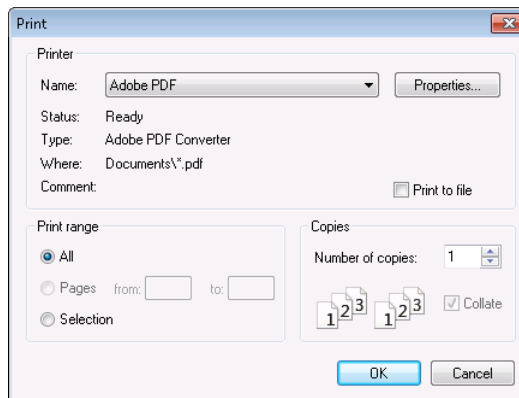 Print
Printer
Name: Adobe PDF Properties...
Status: Ready
Type: Adobe PDF Converter
Where: Documents\*.pdf
Comment: Print to file
Print range
All
Pages from: to:
Selection
Copies
Number of copies: 1
1 2 3 1 2 3 Collate
OK Cancel